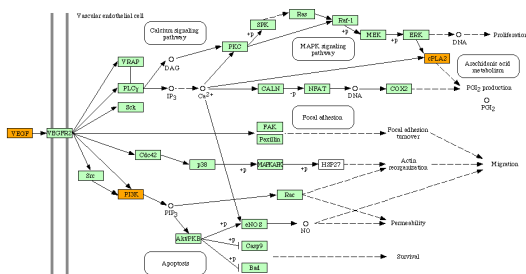 Vascular endothelial cell
Calcium signaling
pathway
SPK
Ras
Raf-1
MEK
ERK
DNA
Proliferation
+p
+p
+p
+p
VRAP
DAG
PKC
MAPK signaling
pathway
cPLA2
Arachidonic acid
metabolism
PLCγ
IP3
Ca2+
CALN
-p
NFAT
DNA
COX2
PGI2 production
Sck
PGI2
Focal adhesion
VEGF
VEGFR2
FAK
Paxillin
Focal adhesion
turnover
Cdc42
p38
+p
MAPKAPK
+p
HSP27
Actin
reorganization
Migration
Src
PI3K
PIP3
Rac
+p
+p
eNOS
NO
Permeability
Akt/PKB
+p
Casp9
Survival
+p
Bad
Apoptosis